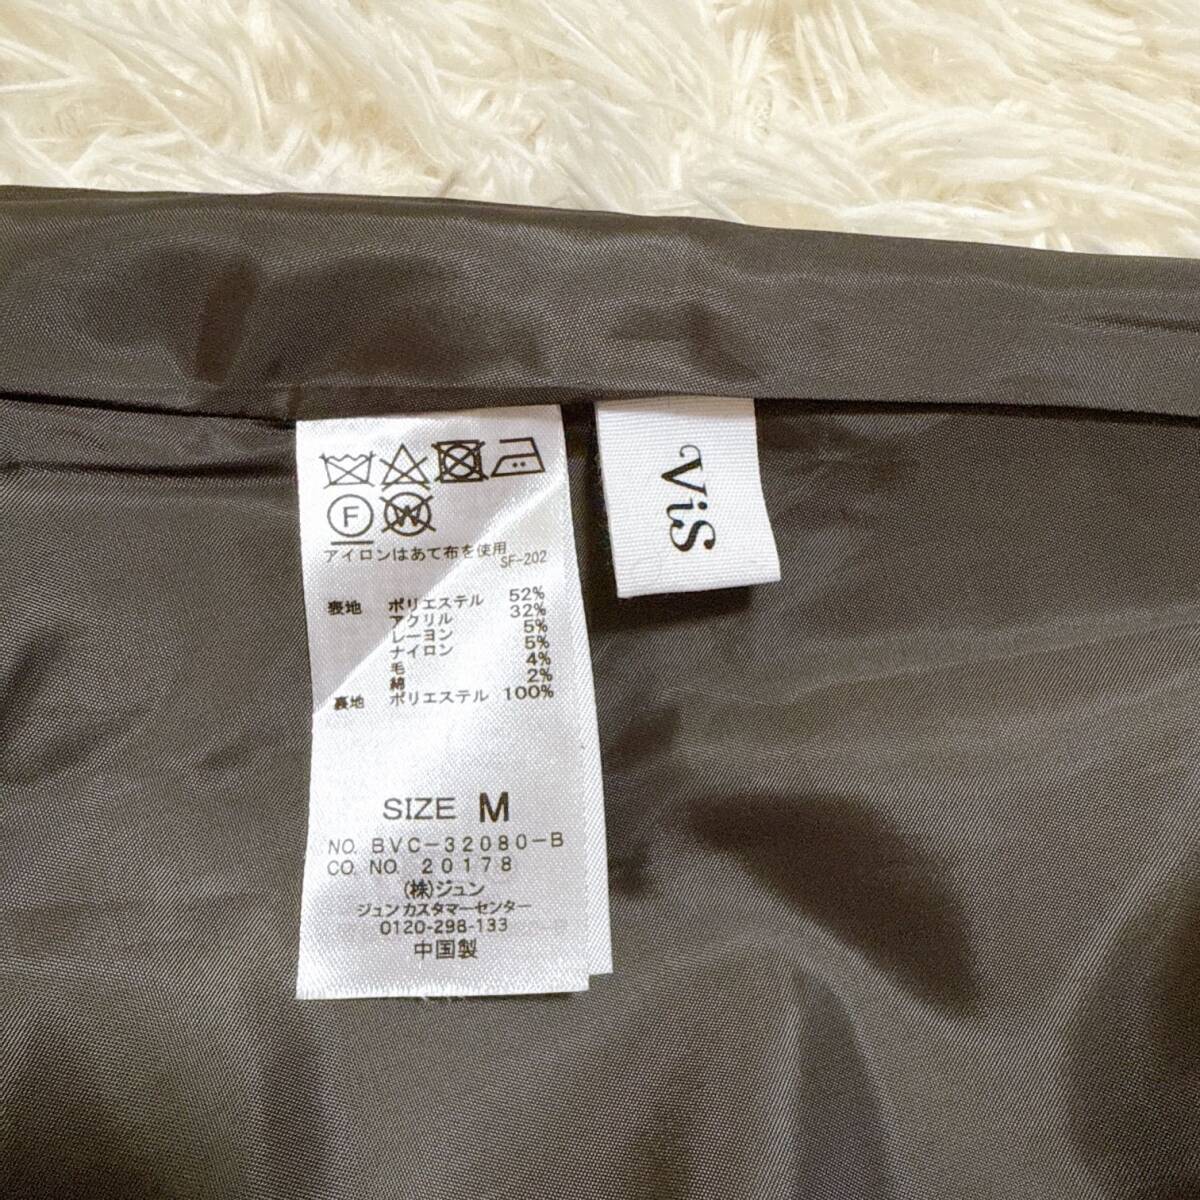 F W
アイロンはあて布を使用
SF-202
表地 ポリエステル 52%
アクリル 32%
レーヨン 5%
ナイロン 5%
毛 4%
綿 2%
裏地 ポリエステル 100%
SIZE M
NO. BVC-32080-B
CO. NO. 20178
(株)ジュン
ジュンカスタマーセンター
0120-298-133
中国製
ViS